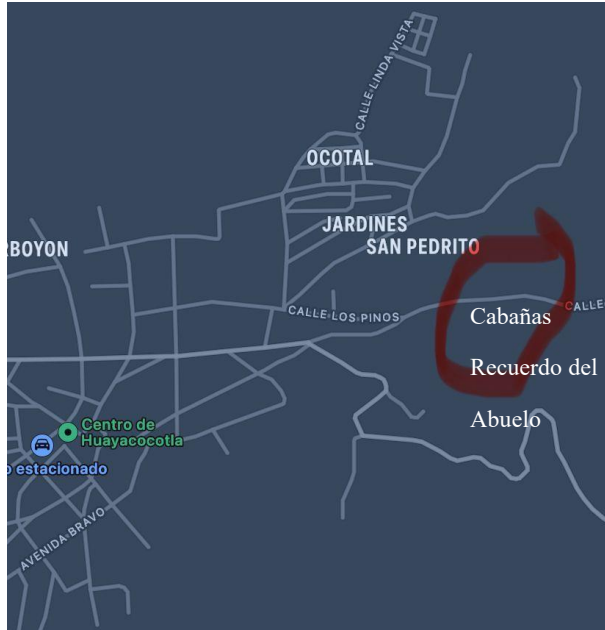 CALLE LINDA VISTA
OCOTAL
JARDINES
SAN PEDRITO
RBOYON
CALLE LOS PINOS
CALLE
Cabañas
Recuerdo del
Abuelo
Centro de
Huayacocotla
o estacionado
AVENIDA BRAVO